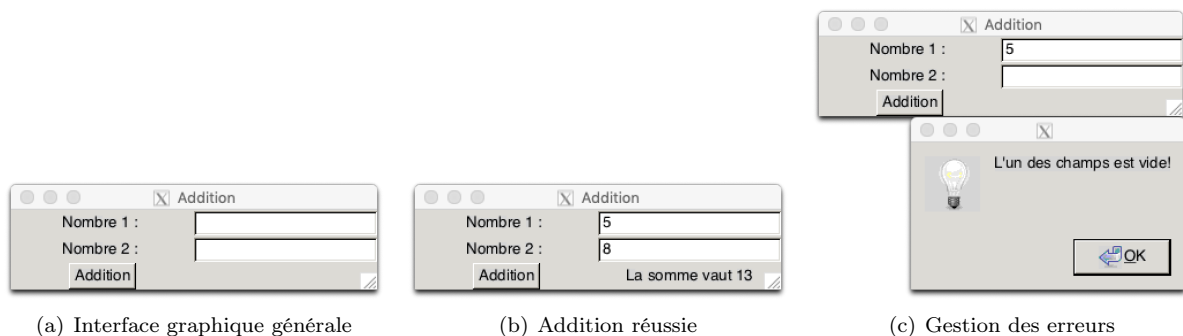 Addition
Nombre 1 :
Nombre 2 :
Addition
(a) Interface graphique générale
Addition
Nombre 1 : 5
Nombre 2 : 8
Addition La somme vaut 13
(b) Addition réussie
Addition
Nombre 1 : 5
Nombre 2 :
Addition
L'un des champs est vide!
OK
(c) Gestion des erreurs